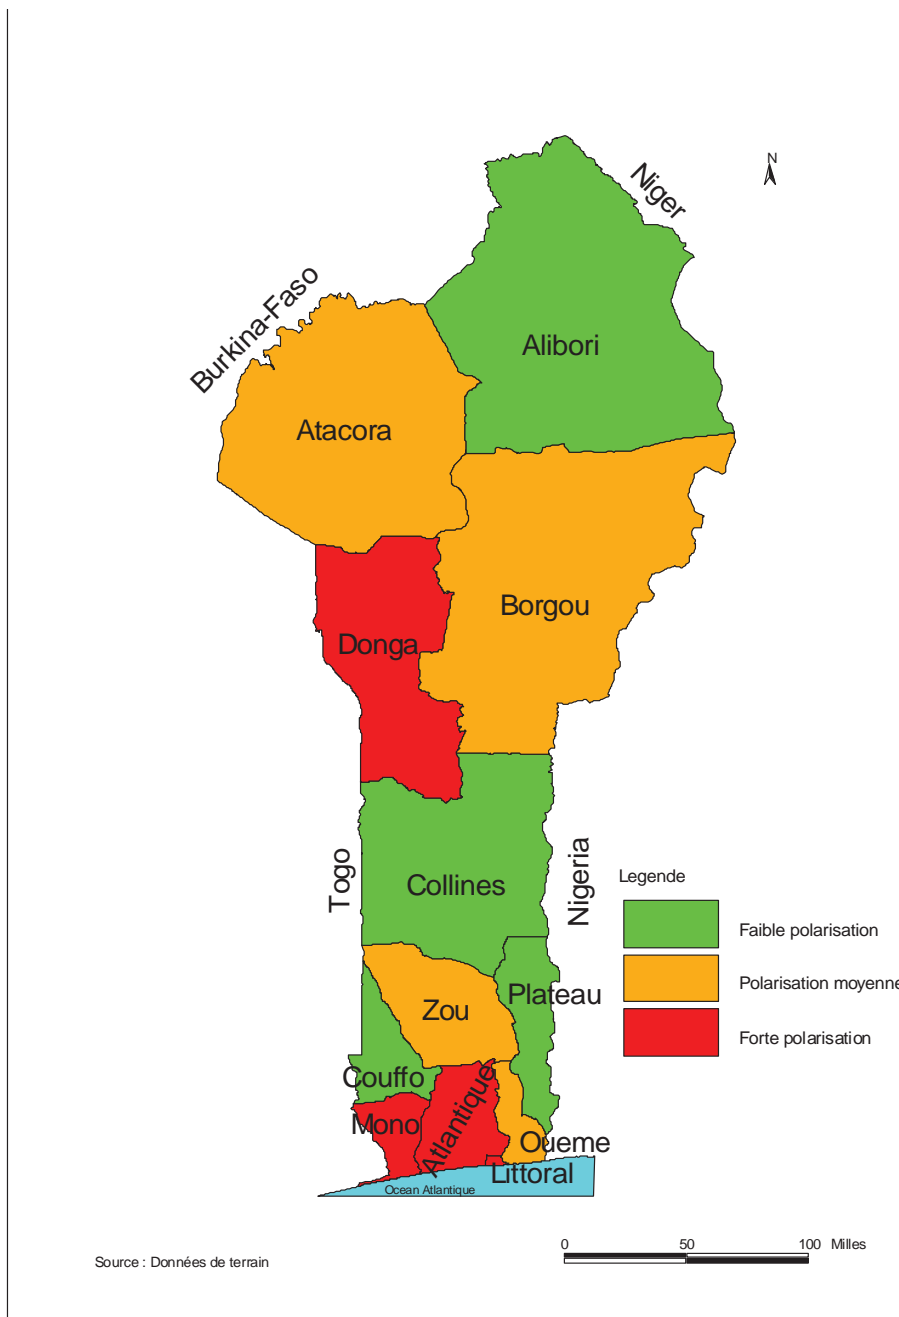 N
Niger
Burkina-Faso
Alibori
Atacora
Borgou
Donga
Togo
Collines
Nigeria
Legende
Faible polarisation
Polarisation moyenne
Forte polarisation
Plateau
Zou
Couffo
Mono
Atlantique
Oueme
Littoral
Ocean Atlantique
0 50 100 Milles
Source : Données de terrain